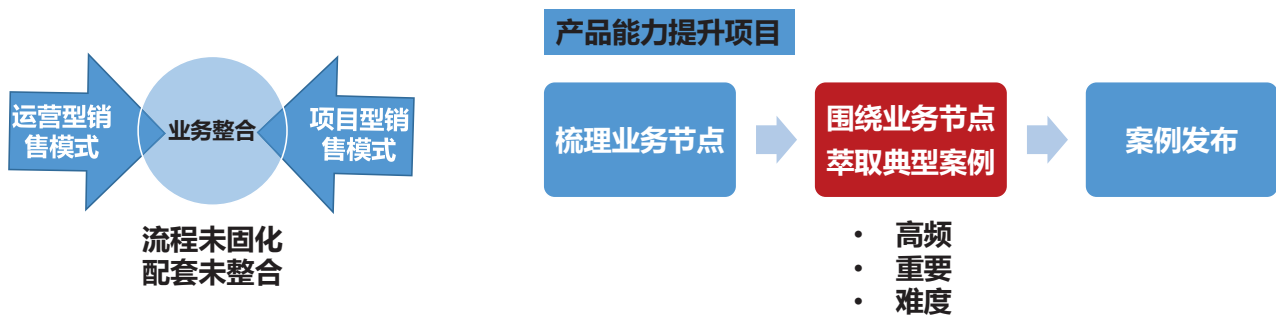 运营型销
售模式
业务整合
项目型销
售模式
流程未固化
配套未整合
产品能力提升项目
梳理业务节点
围绕业务节点
萃取典型案例
案例发布
• 高频
• 重要
• 难度